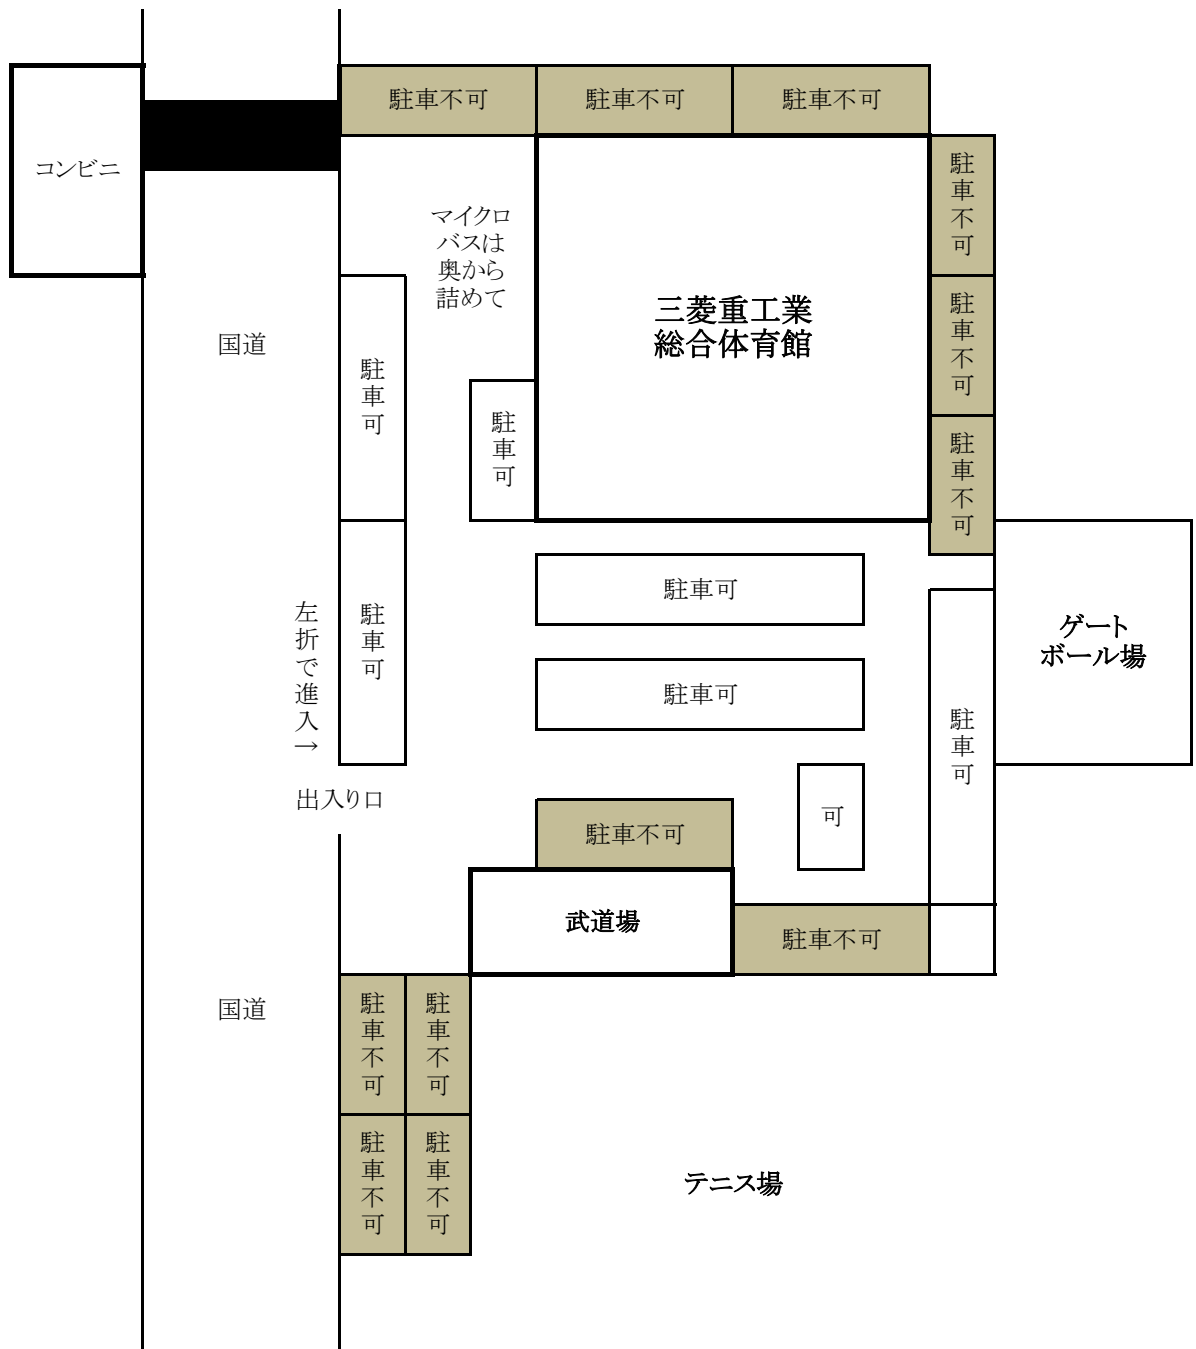 駐車不可
駐車不可
駐車不可
コンビニ
駐車不可
マイクロ
バスは
奥から
詰めて
三菱重工業
総合体育館
駐車不可
国道
駐車可
駐車可
駐車不可
駐車可
ゲート
ボール場
左折で進入→
駐車可
駐車可
駐車可
出入り口
可
駐車不可
武道場
駐車不可
国道
駐車不可
駐車不可
駐車不可
駐車不可
テニス場